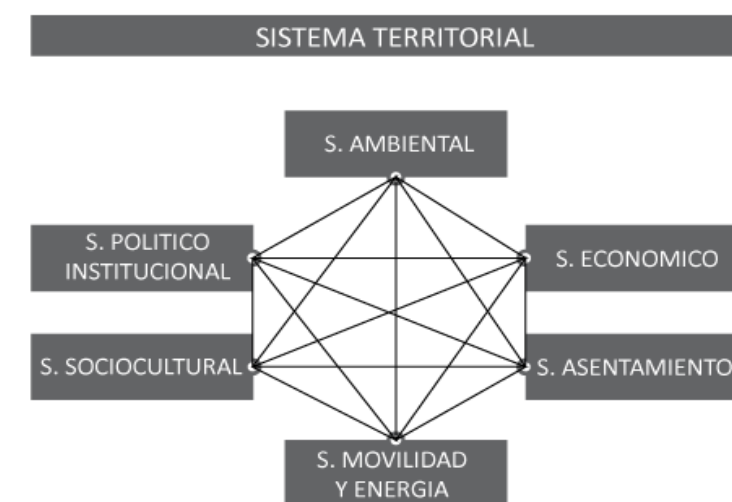 SISTEMA TERRITORIAL
S. AMBIENTAL
S. POLITICO
INSTITUCIONAL
S. ECONOMICO
S. SOCIOCULTURAL
S. ASENTAMIENTO
S. MOVILIDAD
Y ENERGIA